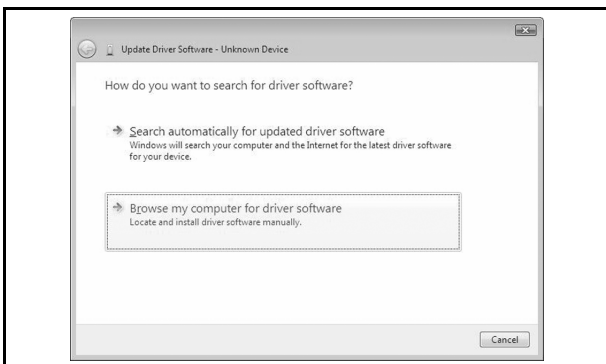 Update Driver Software - Unknown Device
How do you want to search for driver software?
Search automatically for updated driver software
Windows will search your computer and the Internet for the latest driver software
for your device.
Browse my computer for driver software
Locate and install driver software manually.
Cancel